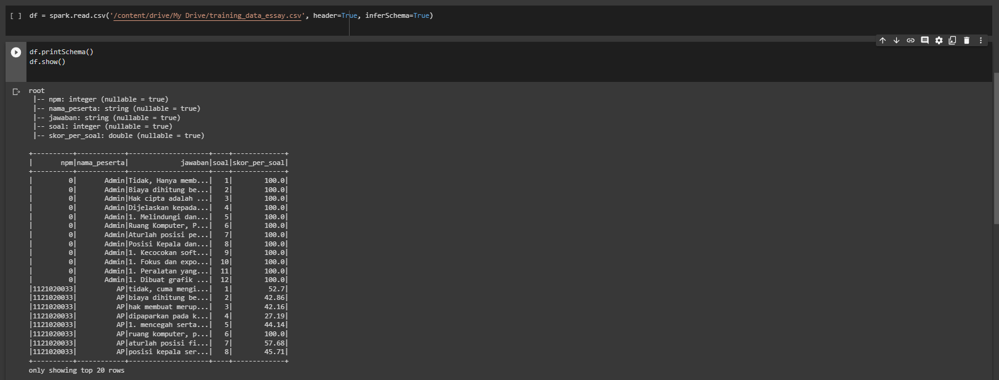 [ ] df = spark.read.csv('/content/drive/My Drive/training_data_essay.csv', header=True, inferSchema=True)
df.printSchema()
df.show()
root
 |-- npm: integer (nullable = true)
 |-- nama_peserta: string (nullable = true)
 |-- jawaban: string (nullable = true)
 |-- soal: integer (nullable = true)
 |-- skor_per_soal: double (nullable = true)
+----------+------------+--------------------+----+-------------+
|       npm|nama_peserta|             jawaban|soal|skor_per_soal|
+----------+------------+--------------------+----+-------------+
|         0|       Admin|Tidak, Hanya memb...|   1|        100.0|
|         0|       Admin|Biaya dihitung be...|   2|        100.0|
|         0|       Admin|Hak cipta adalah ...|   3|        100.0|
|         0|       Admin|Dijelaskan kepada...|   4|        100.0|
|         0|       Admin|1. Melindungi dan...|   5|        100.0|
|         0|       Admin|Ruang Komputer, P...|   6|        100.0|
|         0|       Admin|Aturlah posisi pe...|   7|        100.0|
|         0|       Admin|Posisi Kepala dan...|   8|        100.0|
|         0|       Admin|1. Kecocokan soft...|   9|        100.0|
|         0|       Admin|1. Fokus dan expo...|  10|        100.0|
|         0|       Admin|1. Peralatan yang...|  11|        100.0|
|         0|       Admin|1. Dibuat grafik ...|  12|        100.0|
|1121020033|          AP|tidak, cuma mengi...|   1|         52.7|
|1121020033|          AP|biaya dihitung be...|   2|        42.86|
|1121020033|          AP|hak membuat merup...|   3|        42.16|
|1121020033|          AP|dipaparkan pada k...|   4|        27.19|
|1121020033|          AP|1. mencegah serta...|   5|        44.14|
|1121020033|          AP|ruang komputer, p...|   6|        100.0|
|1121020033|          AP|aturlah posisi fi...|   7|        57.68|
|1121020033|          AP|posisi kepala ser...|   8|        45.71|
+----------+------------+--------------------+----+-------------+
only showing top 20 rows